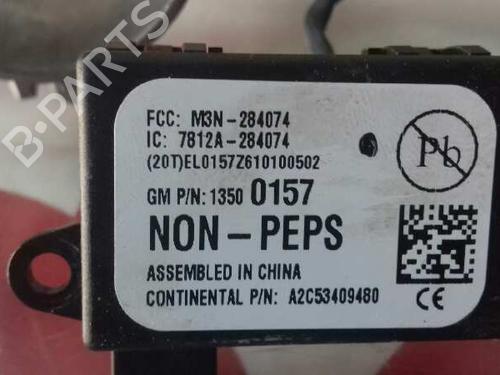 B-PARTS
FCC: M3N-284074
IC: 7812A-284074
(20T)EL0157Z610100502
Pb
GM P/N: 1350 0157
NON-PEPS
ASSEMBLED IN CHINA
CONTINENTAL P/N: A2C53409480
CE